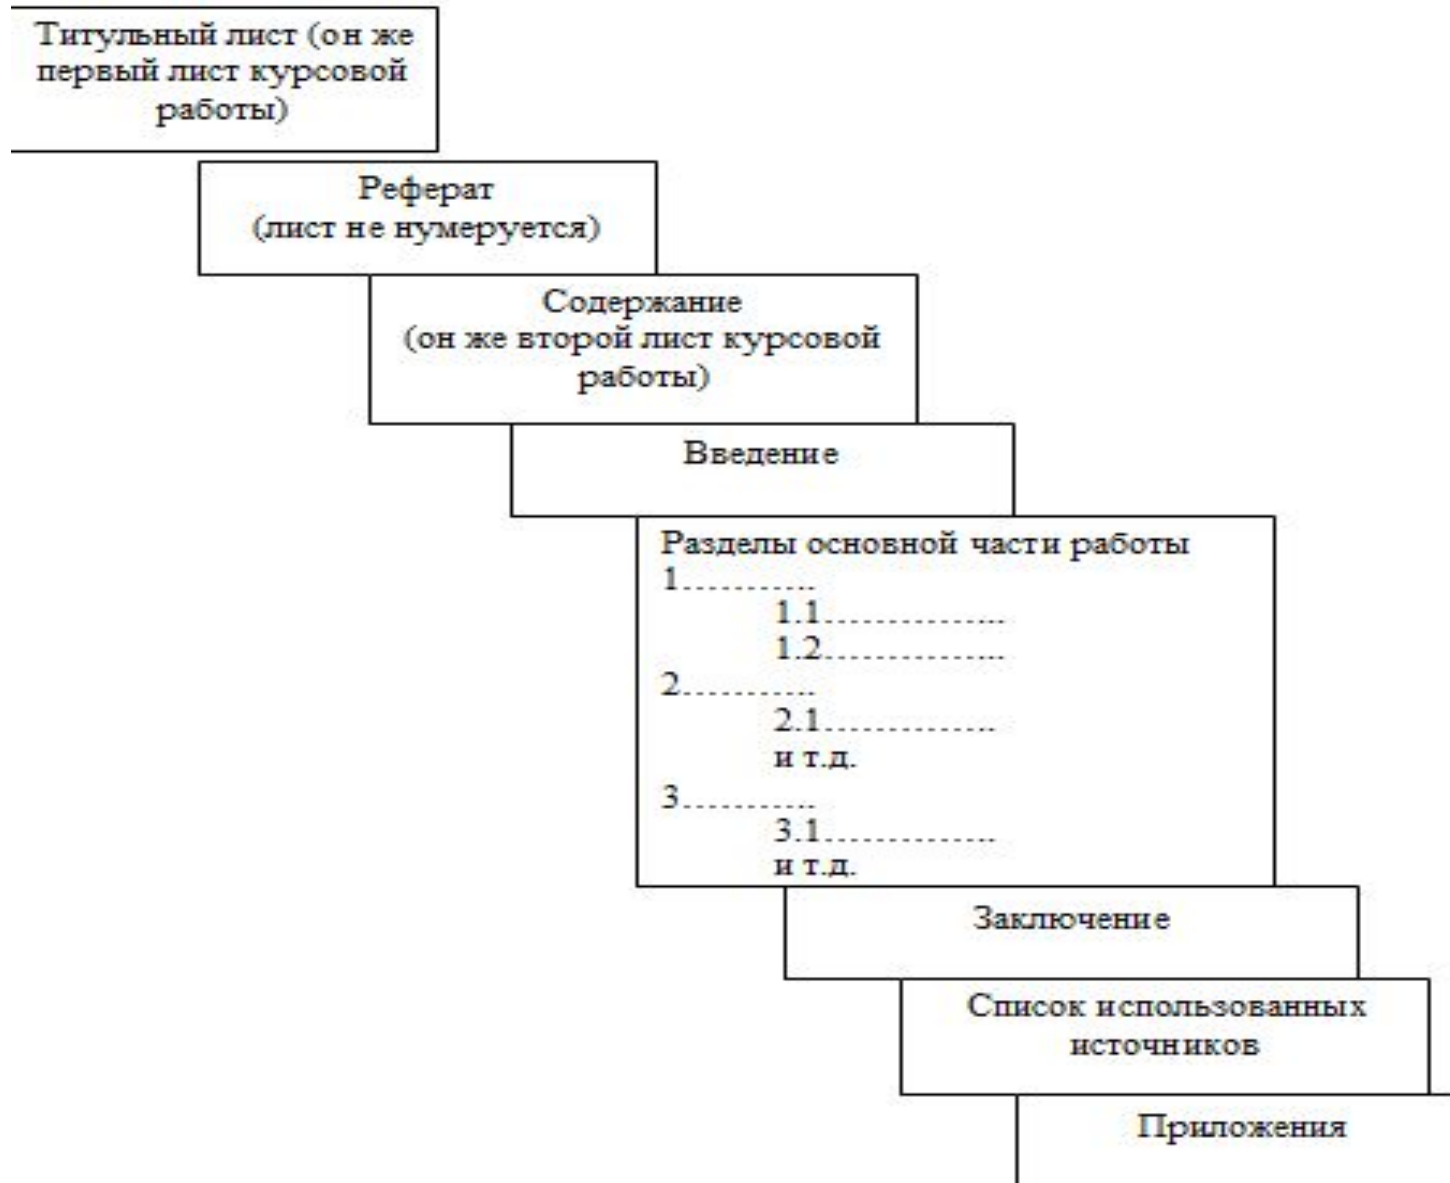 Титульный лист (он же
первый лист курсовой
работы)
Реферат
(лист не нумеруется)
Содержание
(он же второй лист курсовой
работы)
Введение
Разделы основной части работы
1...........
1.1...............
1.2...............
2...........
2.1..............
и т.д.
3...........
3.1..............
и т.д.
Заключение
Список использованных
источников
Приложения